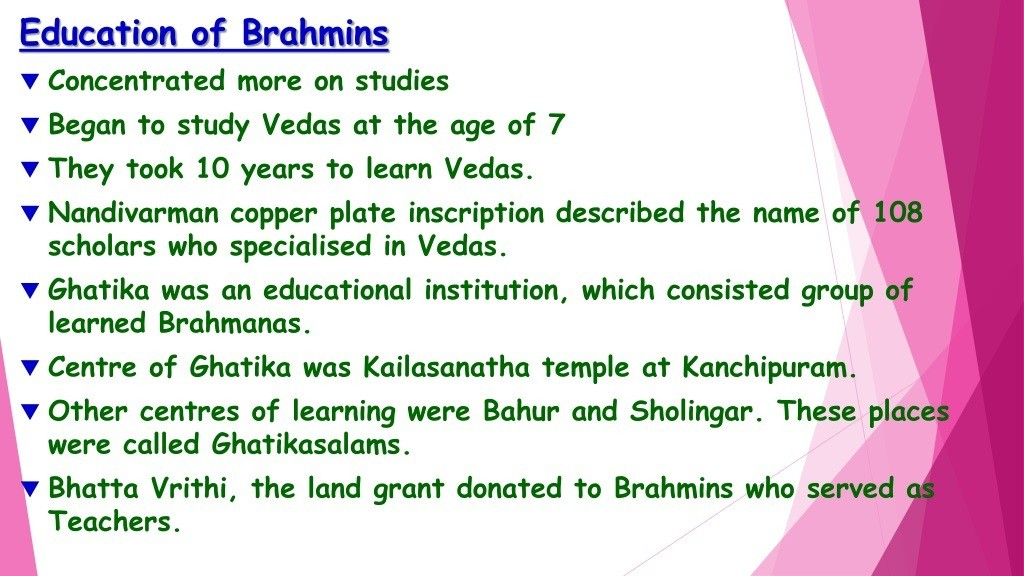 Education of Brahmins
▼ Concentrated more on studies
▼ Began to study Vedas at the age of 7
▼ They took 10 years to learn Vedas.
▼ Nandivarman copper plate inscription described the name of 108
scholars who specialised in Vedas.
▼ Ghatika was an educational institution, which consisted group of
learned Brahmanas.
▼ Centre of Ghatika was Kailasanatha temple at Kanchipuram.
▼ Other centres of learning were Bahur and Sholingar. These places
were called Ghatikasalams.
▼ Bhatta Vrithi, the land grant donated to Brahmins who served as
Teachers.